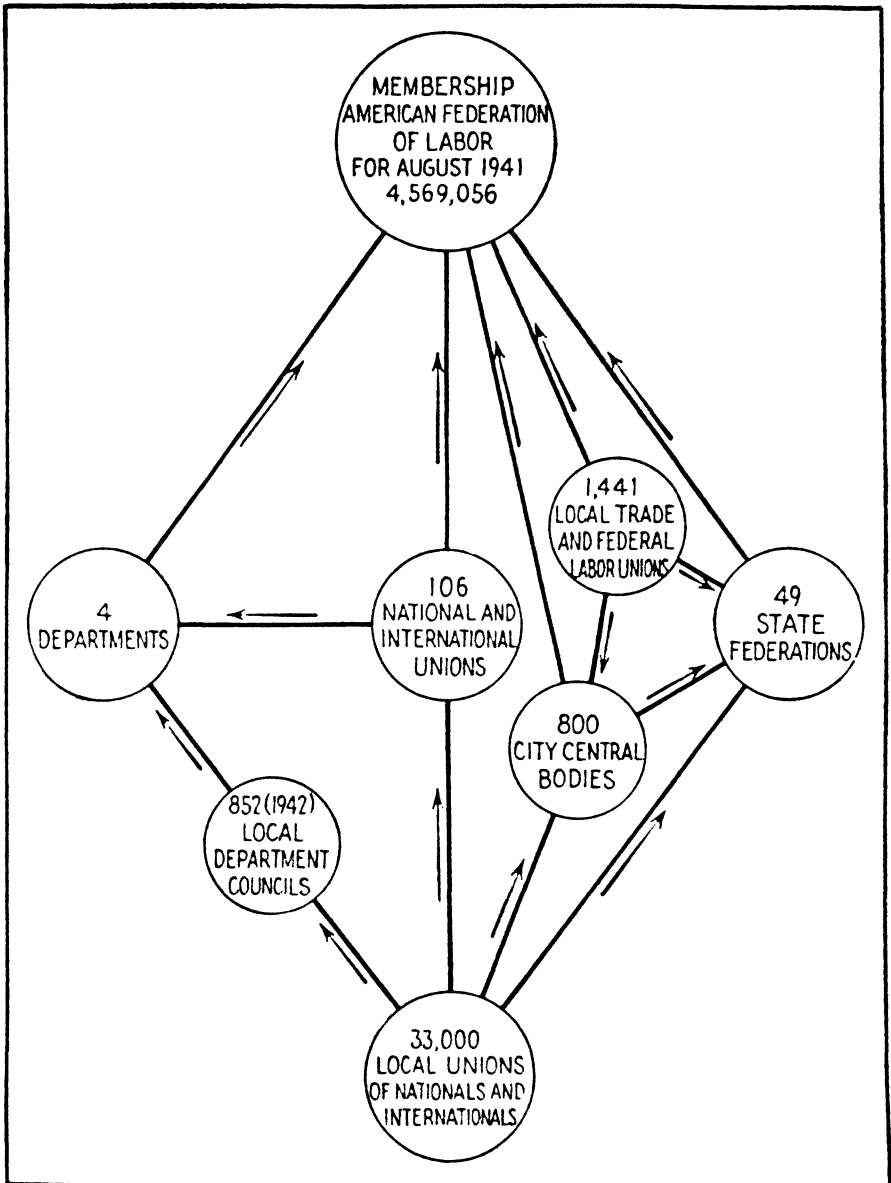 MEMBERSHIP
AMERICAN FEDERATION
OF LABOR
FOR AUGUST 1941
4,569,056
1,441
LOCAL TRADE
AND FEDERAL
LABOR UNIONS
4
DEPARTMENTS
106
NATIONAL AND
INTERNATIONAL
UNIONS
49
STATE
FEDERATIONS
800
CITY CENTRAL
BODIES
852(1942)
LOCAL
DEPARTMENT
COUNCILS
33,000
LOCAL UNIONS
OF NATIONALS AND
INTERNATIONALS